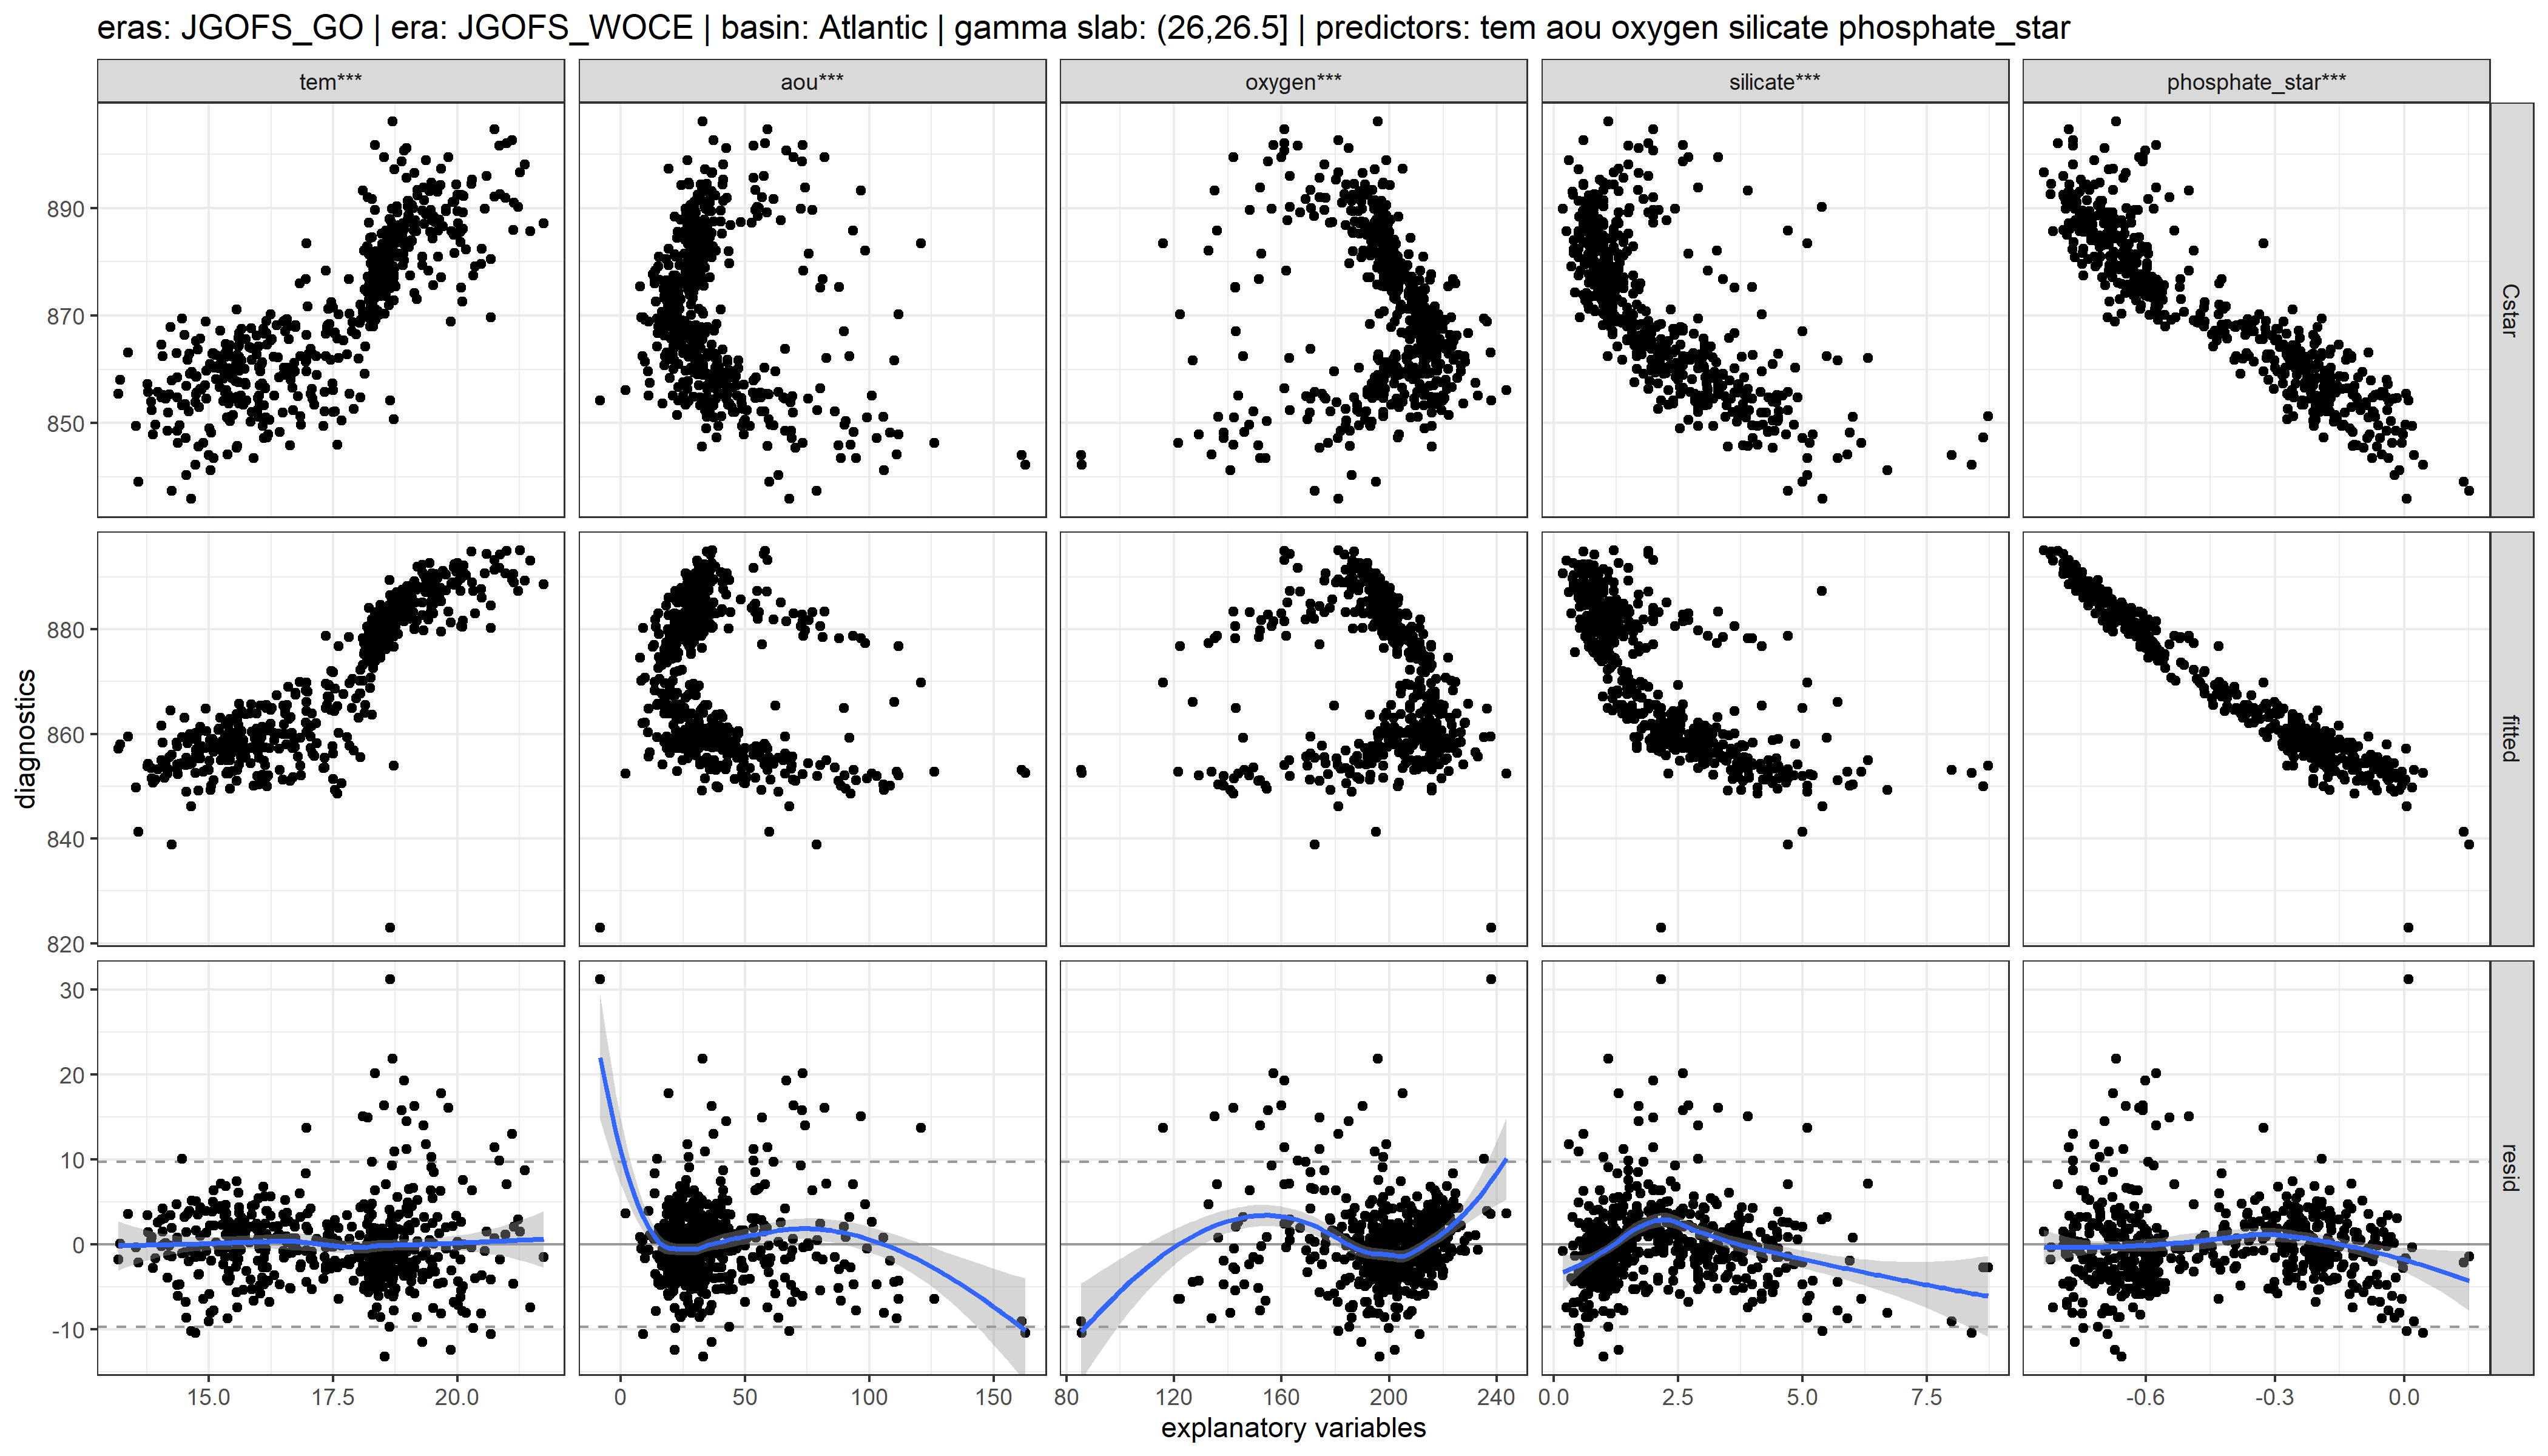 eras: JGOFS_GO | era: JGOFS_WOCE | basin: Atlantic | gamma slab: (26,26.5] | predictors: tem aou oxygen silicate phosphate_star
tem*** aou*** oxygen*** silicate*** phosphate_star***
890
870
850
Cstar
880
860
840
820
fitted
diagnostics
30
20
10
0
-10
resid
15.0 17.5 20.0 0 50 100 150 80 120 160 200 240 0.0 2.5 5.0 7.5 -0.6 -0.3 0.0
explanatory variables